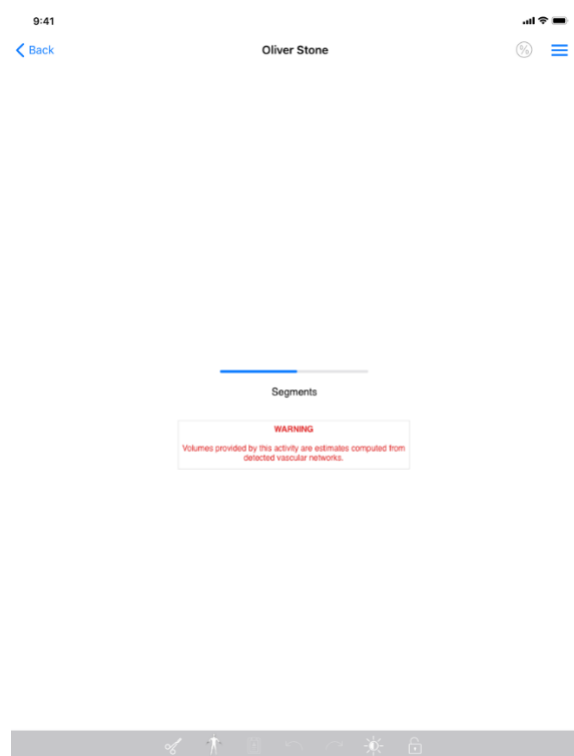 9:41
Back
Oliver Stone
%
Segments
WARNING
Volumes provided by this activity are estimates computed from
detected vascular networks.